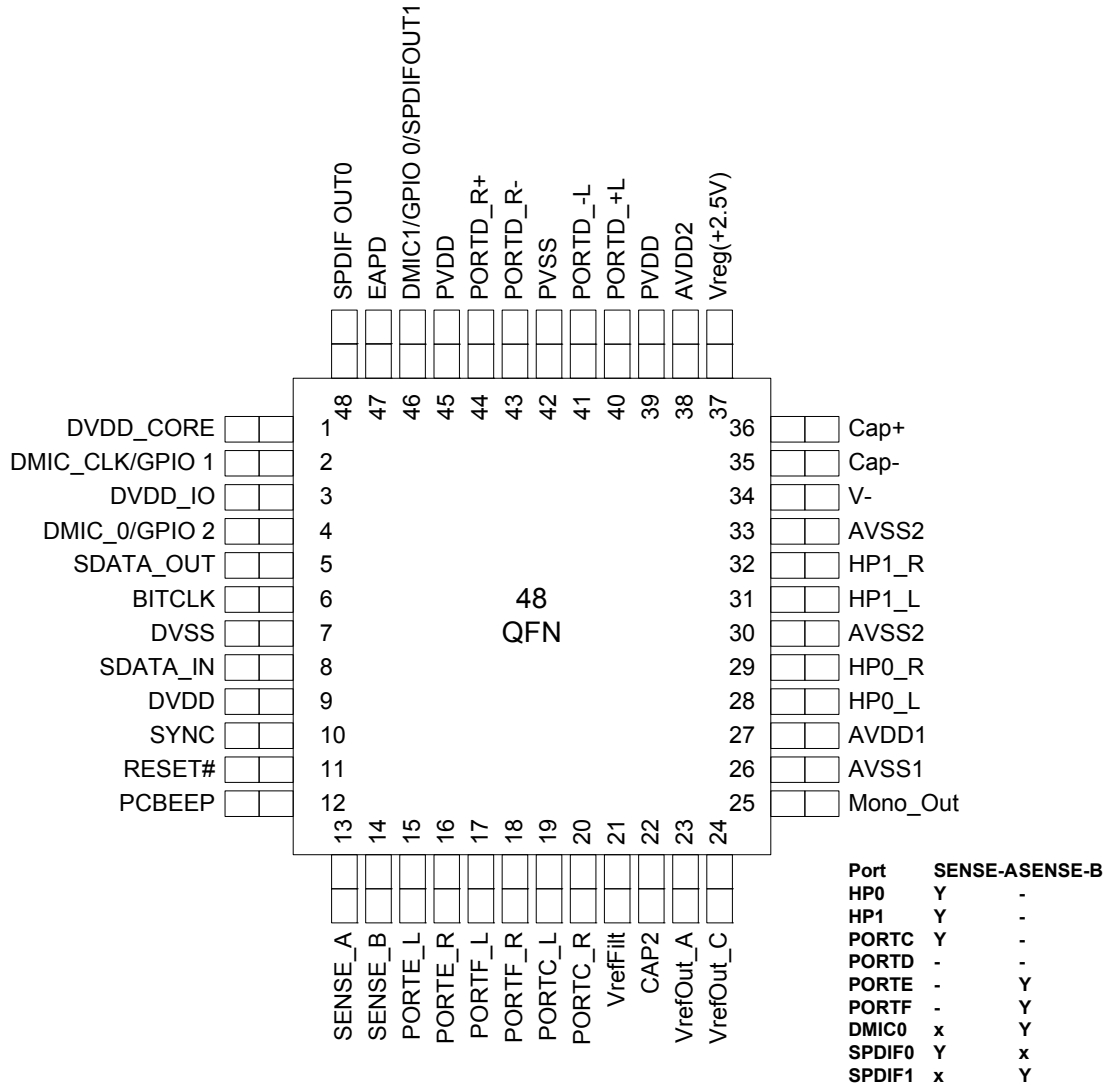 SPDIF OUT0
EAPD
DMIC1/GPIO 0/SPDIFOUT1
PVDD
PORTD_R+
PORTD_R-
PVSS
PORTD_-L
PORTD_+L
PVDD
AVDD2
Vreg(+2.5V)
48
47
46
45
44
43
42
41
40
39
38
37
DVDD_CORE 1
DMIC_CLK/GPIO 1 2
DVDD_IO 3
DMIC_0/GPIO 2 4
SDATA_OUT 5
BITCLK 6
DVSS 7
SDATA_IN 8
DVDD 9
SYNC 10
RESET# 11
PCBEEP 12
48
QFN
36 Cap+
35 Cap-
34 V-
33 AVSS2
32 HP1_R
31 HP1_L
30 AVSS2
29 HP0_R
28 HP0_L
27 AVDD1
26 AVSS1
25 Mono_Out
13
14
15
16
17
18
19
20
21
22
23
24
SENSE_A
SENSE_B
PORTE_L
PORTE_R
PORTF_L
PORTF_R
PORTC_L
PORTC_R
VrefFilt
CAP2
VrefOut_A
VrefOut_C
Port SENSE-ASENSE-B
HP0 Y -
HP1 Y -
PORTC Y -
PORTD - -
PORTE - Y
PORTF - Y
DMIC0 x Y
SPDIF0 Y x
SPDIF1 x Y